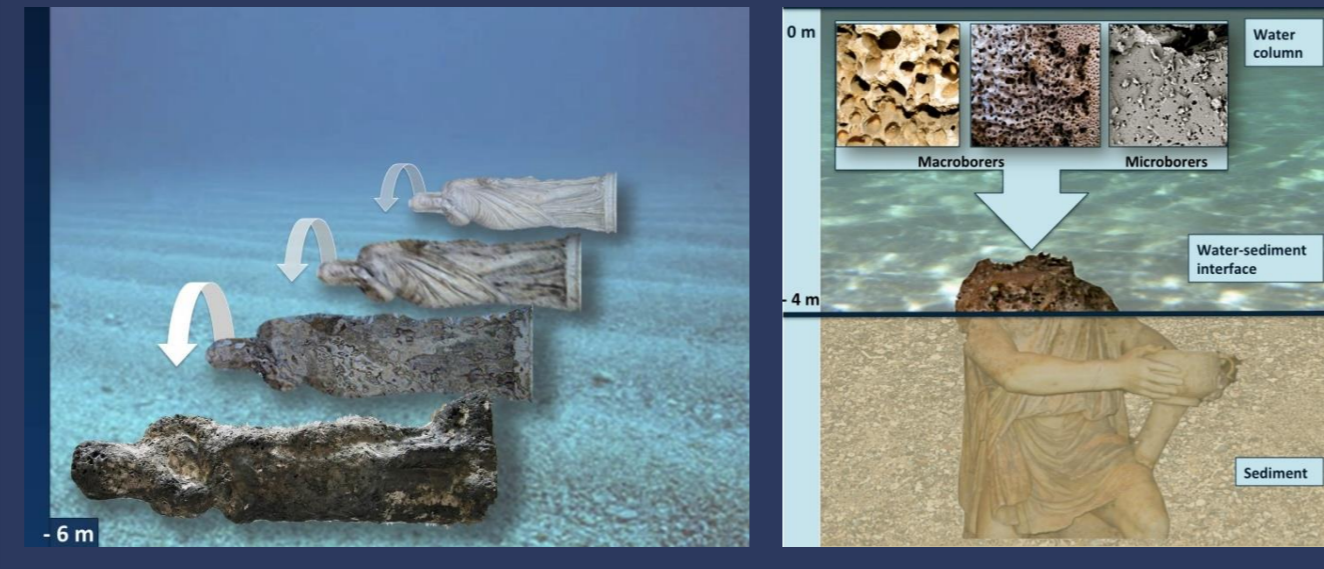 - 6 m
0 m
Water
column
Macroborers
Microborers
Water-sediment
interface
- 4 m
Sediment